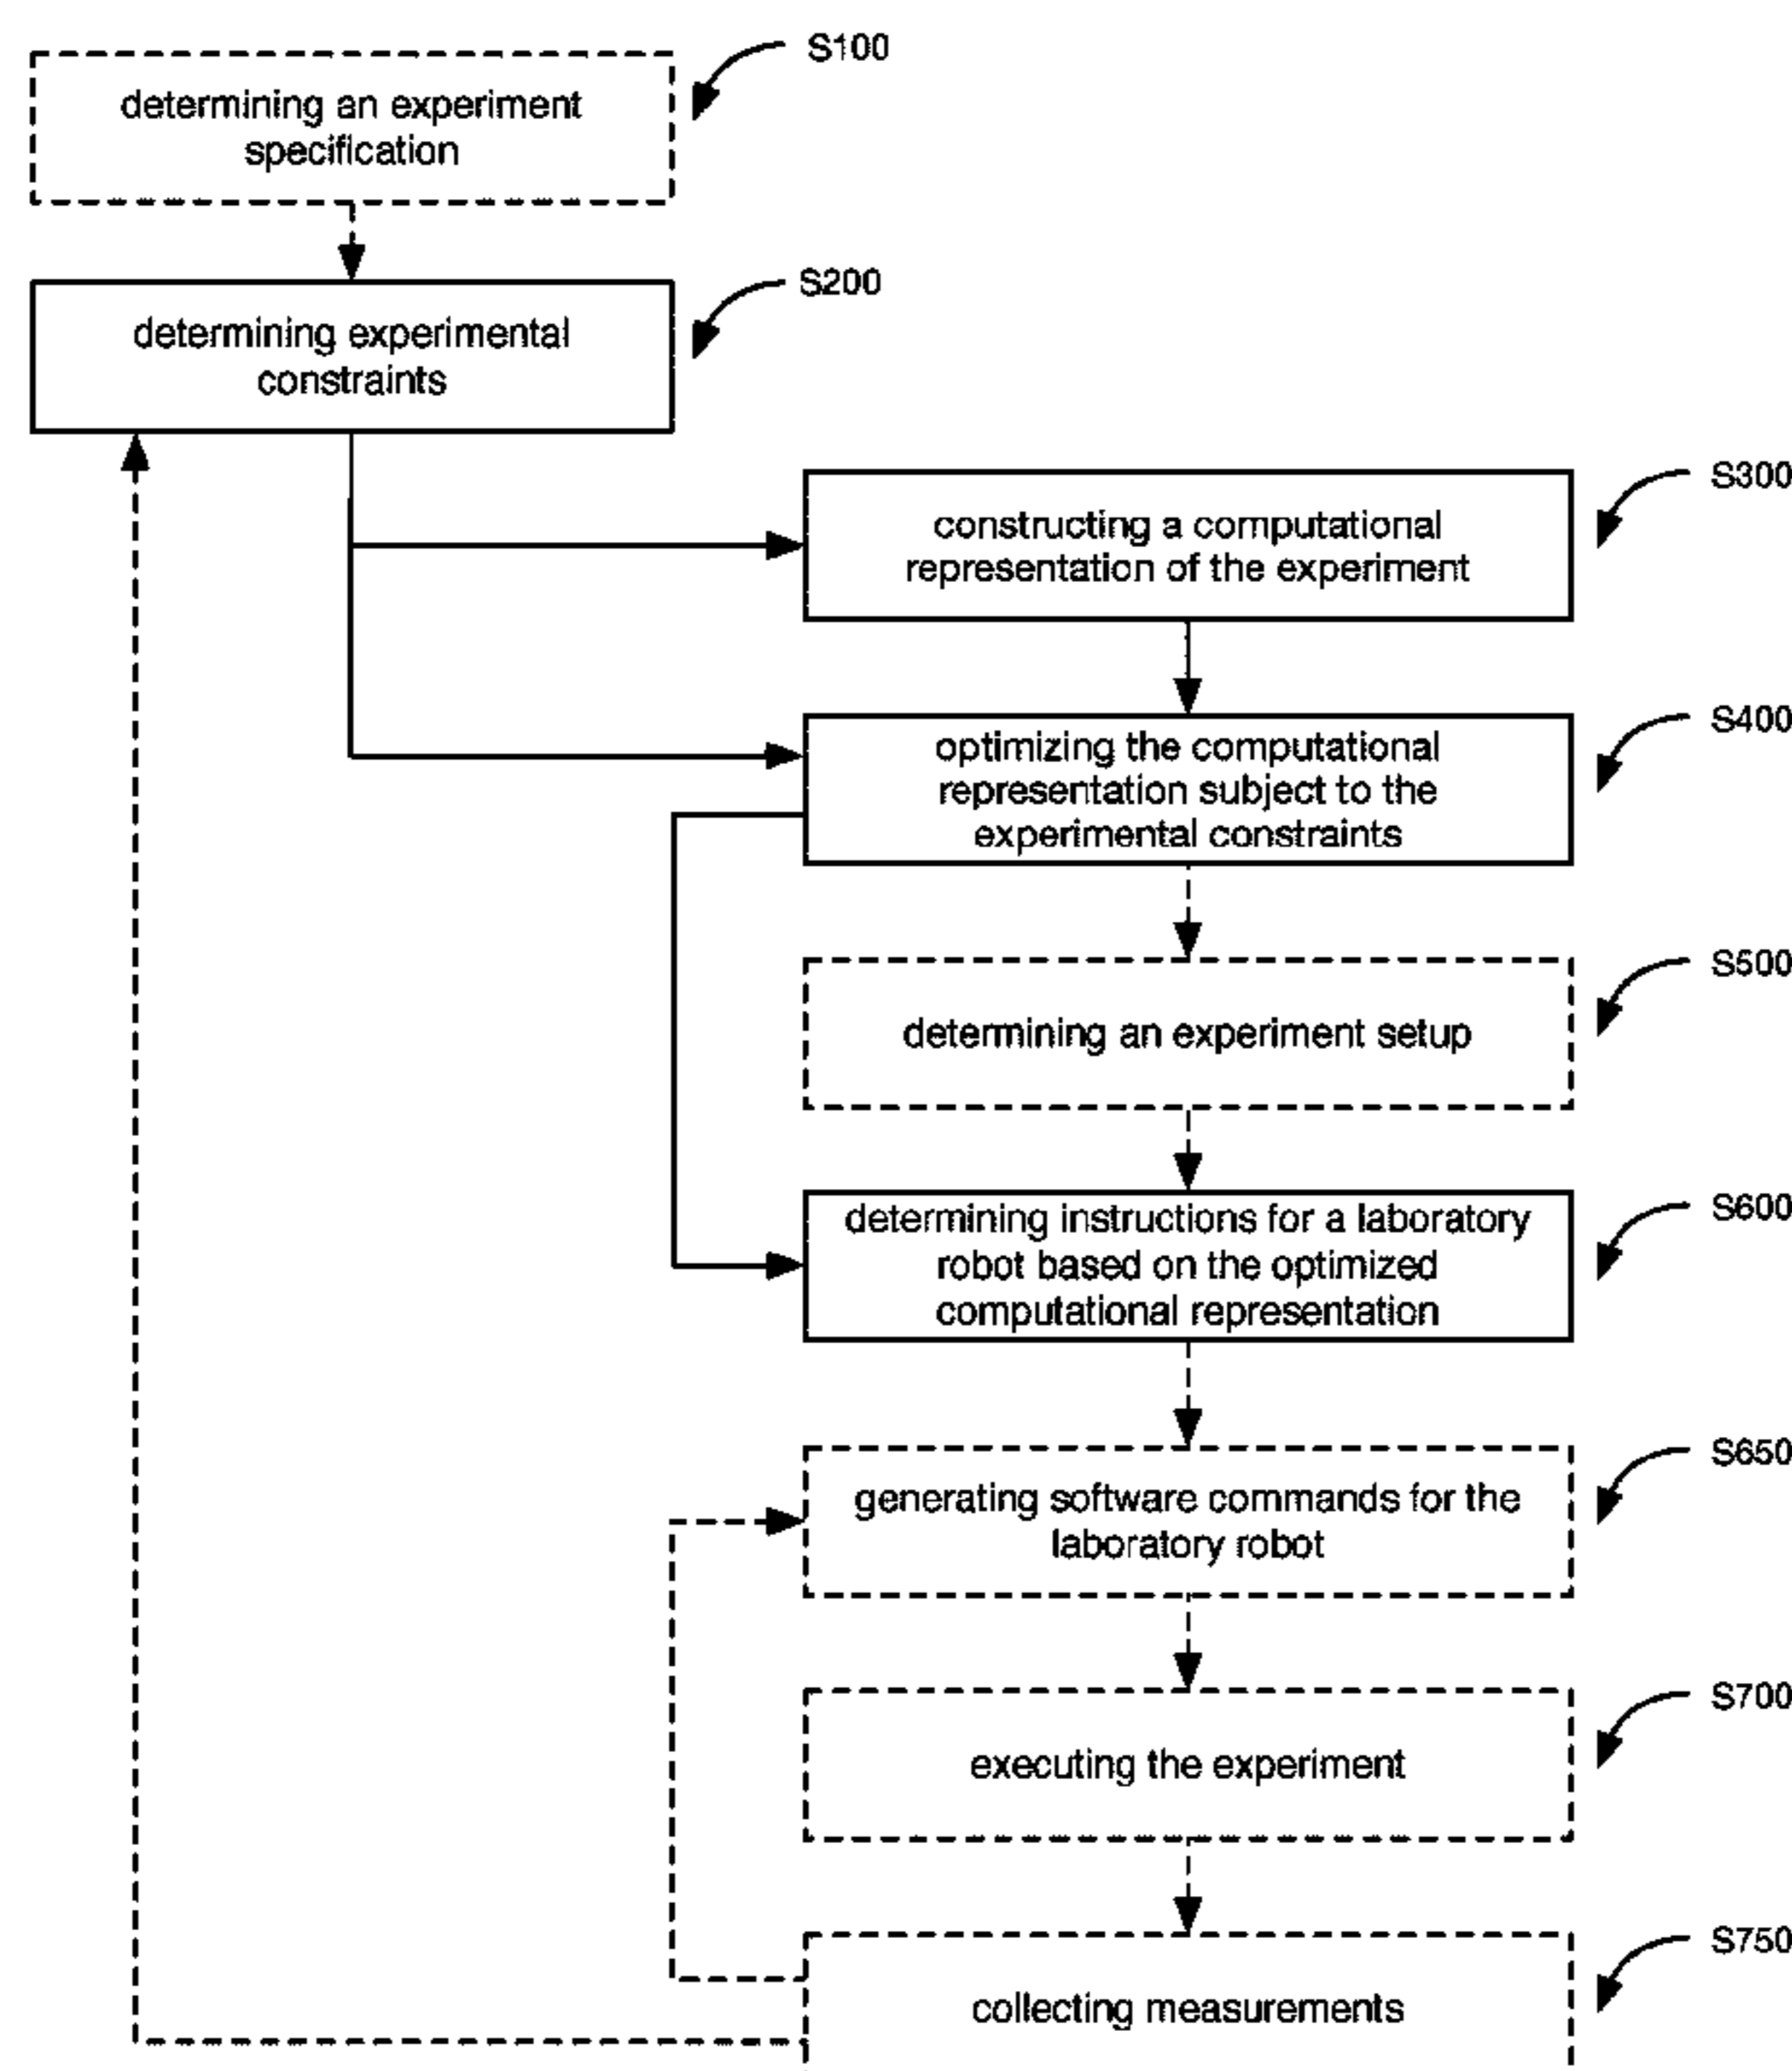 S100
determining an experiment
specification
S200
determining experimental
constraints
S300
constructing a computational
representation of the experiment
S400
optimizing the computational
representation subject to the
experimental constraints
S500
determining an experiment setup
S600
determining instructions for a laboratory
robot based on the optimized
computational representation
S650
generating software commands for the
laboratory robot
S700
executing the experiment
S750
collecting measurements